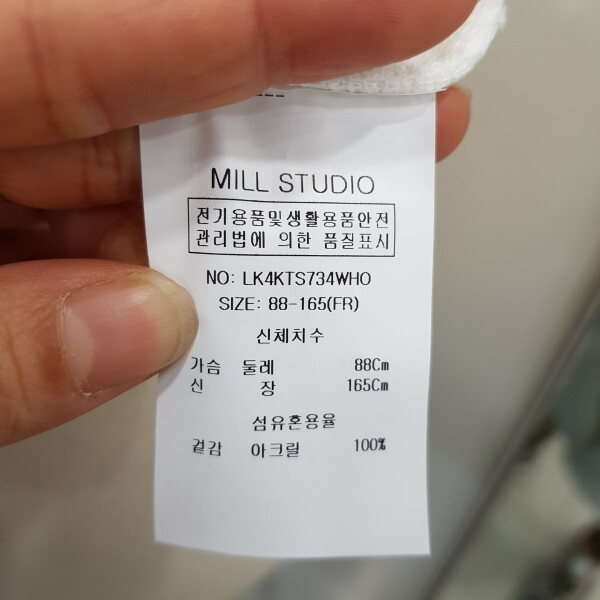 MILL STUDIO
전기용품및생활용품안전
관리법에 의한 품질표시
NO: LK4KTS734WHO
SIZE: 88-165(FR)
신체치수
가슴 둘레 88Cm
신 장 165Cm
섬유혼용율
겉감 아크릴 100%